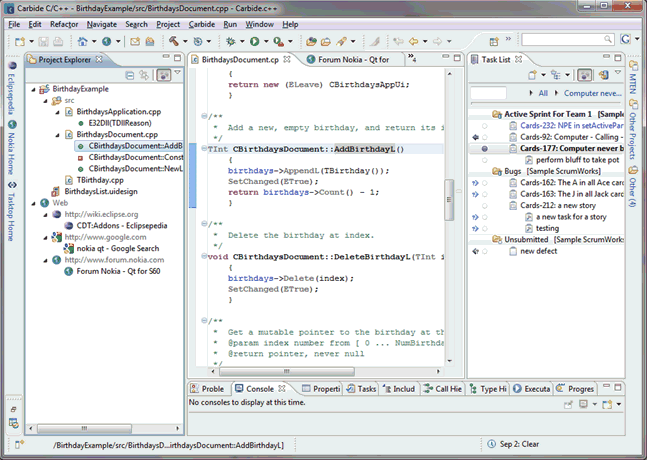 Carbide C/C++ - BirthdayExample/src/BirthdaysDocument.cpp - Carbide.c++
File Edit Refactor Navigate Search Project Carbide Run Window Help
»4
Project Explorer
BirthdayExample
src
BirthdaysApplication.cpp
E32Dll(TDllReason)
BirthdaysDocument.cpp
CBirthdaysDocument::AddB
CBirthdaysDocument::Const
CBirthdaysDocument::NewL
TBirthday.cpp
BirthdaysList.uidesign
Web
http://wiki.eclipse.org
CDT:Addons - Eclipsepedia
http://www.google.com
nokia qt - Google Search
http://www.forum.nokia.com
Forum Nokia - Qt for S60
Eclipsepedia
Nokia Home
Tasktop Home
BirthdaysDocument.cp
Forum Nokia - Qt for
{
return new (ELeave) CBirthdaysAppUi;
}
/**
* Add a new, empty birthday, and return its i
*/
TInt CBirthdaysDocument::AddBirthdayL()
{
birthdays->AppendL(TBirthday());
SetChanged(ETrue);
return birthdays->Count() - 1;
}
/**
* Delete the birthday at index.
*/
void CBirthdaysDocument::DeleteBirthdayL(TInt i
{
birthdays->Delete(index);
SetChanged(ETrue);
}
/**
* Get a mutable pointer to the birthday at th
* @param index number from [ 0 ... NumBirthda
* @return pointer, never null
*/
Task List
All
Computer neve...
Active Sprint For Team 1 [Sample
Cards-232: NPE in setActivePar
Cards-92: Computer - Calling -
Cards-177: Computer never b
perform bluff to take pot
Bugs [Sample ScrumWorks]
Cards-162: The A in all Ace card
Cards-163: The J in all Jack card
Cards-212: a new story
a new task for a story
testing
Unsubmitted [Sample ScrumWorks]
new defect
MTEN
Other Projects
Other (4)
Proble
Console
Properti
Tasks
Includ
Call Hie
Type Hi
Executa
Progres
No consoles to display at this time.
/BirthdayExample/src/BirthdaysD...irthdaysDocument::AddBirthdayL]
Sep 2: Clear